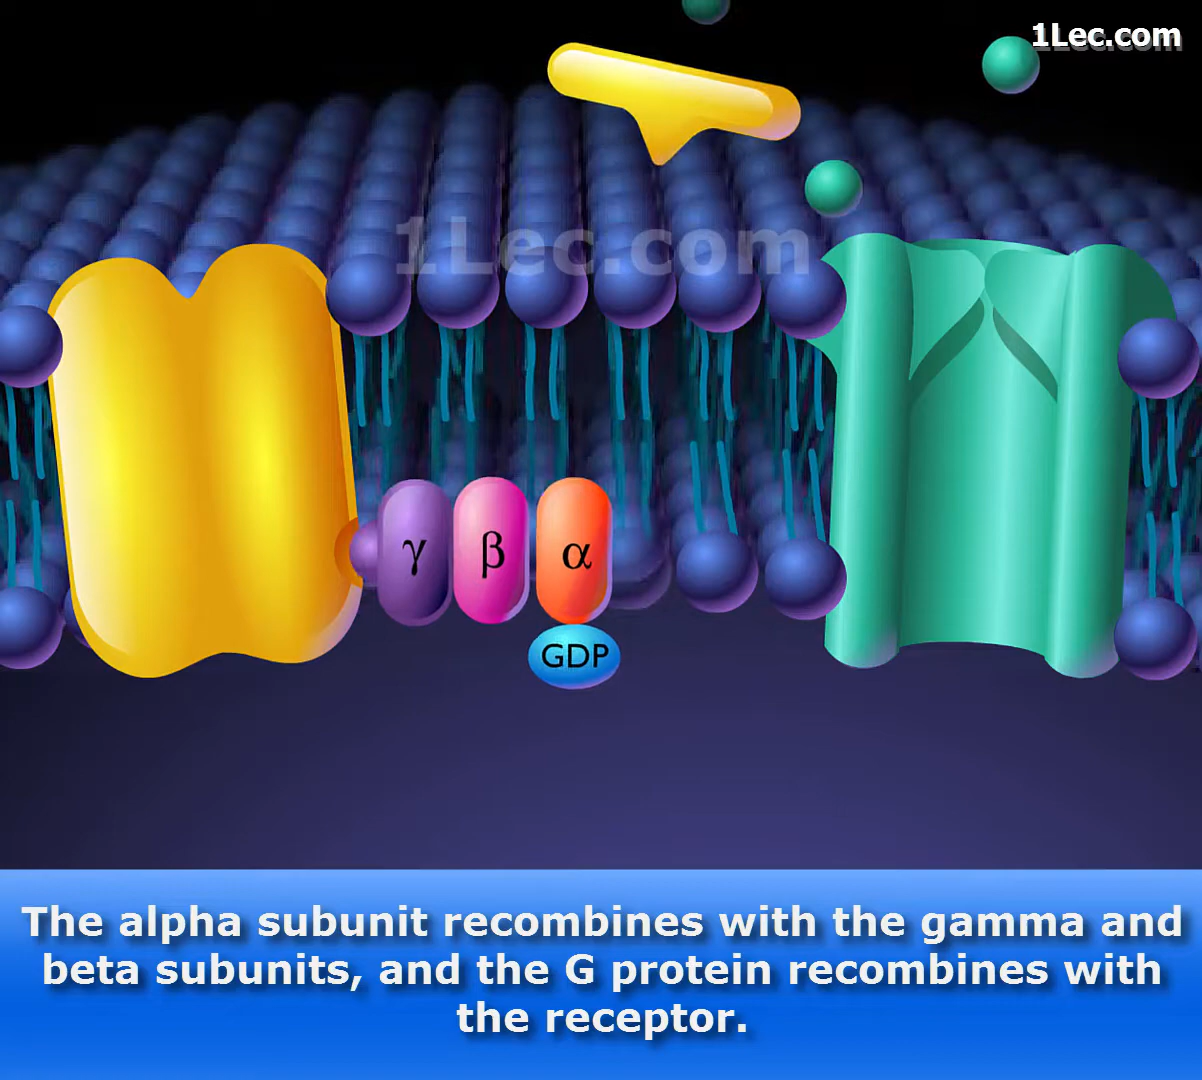 1Lec.com
1Lec.com
γ β α
GDP
The alpha subunit recombines with the gamma and
beta subunits, and the G protein recombines with
the receptor.